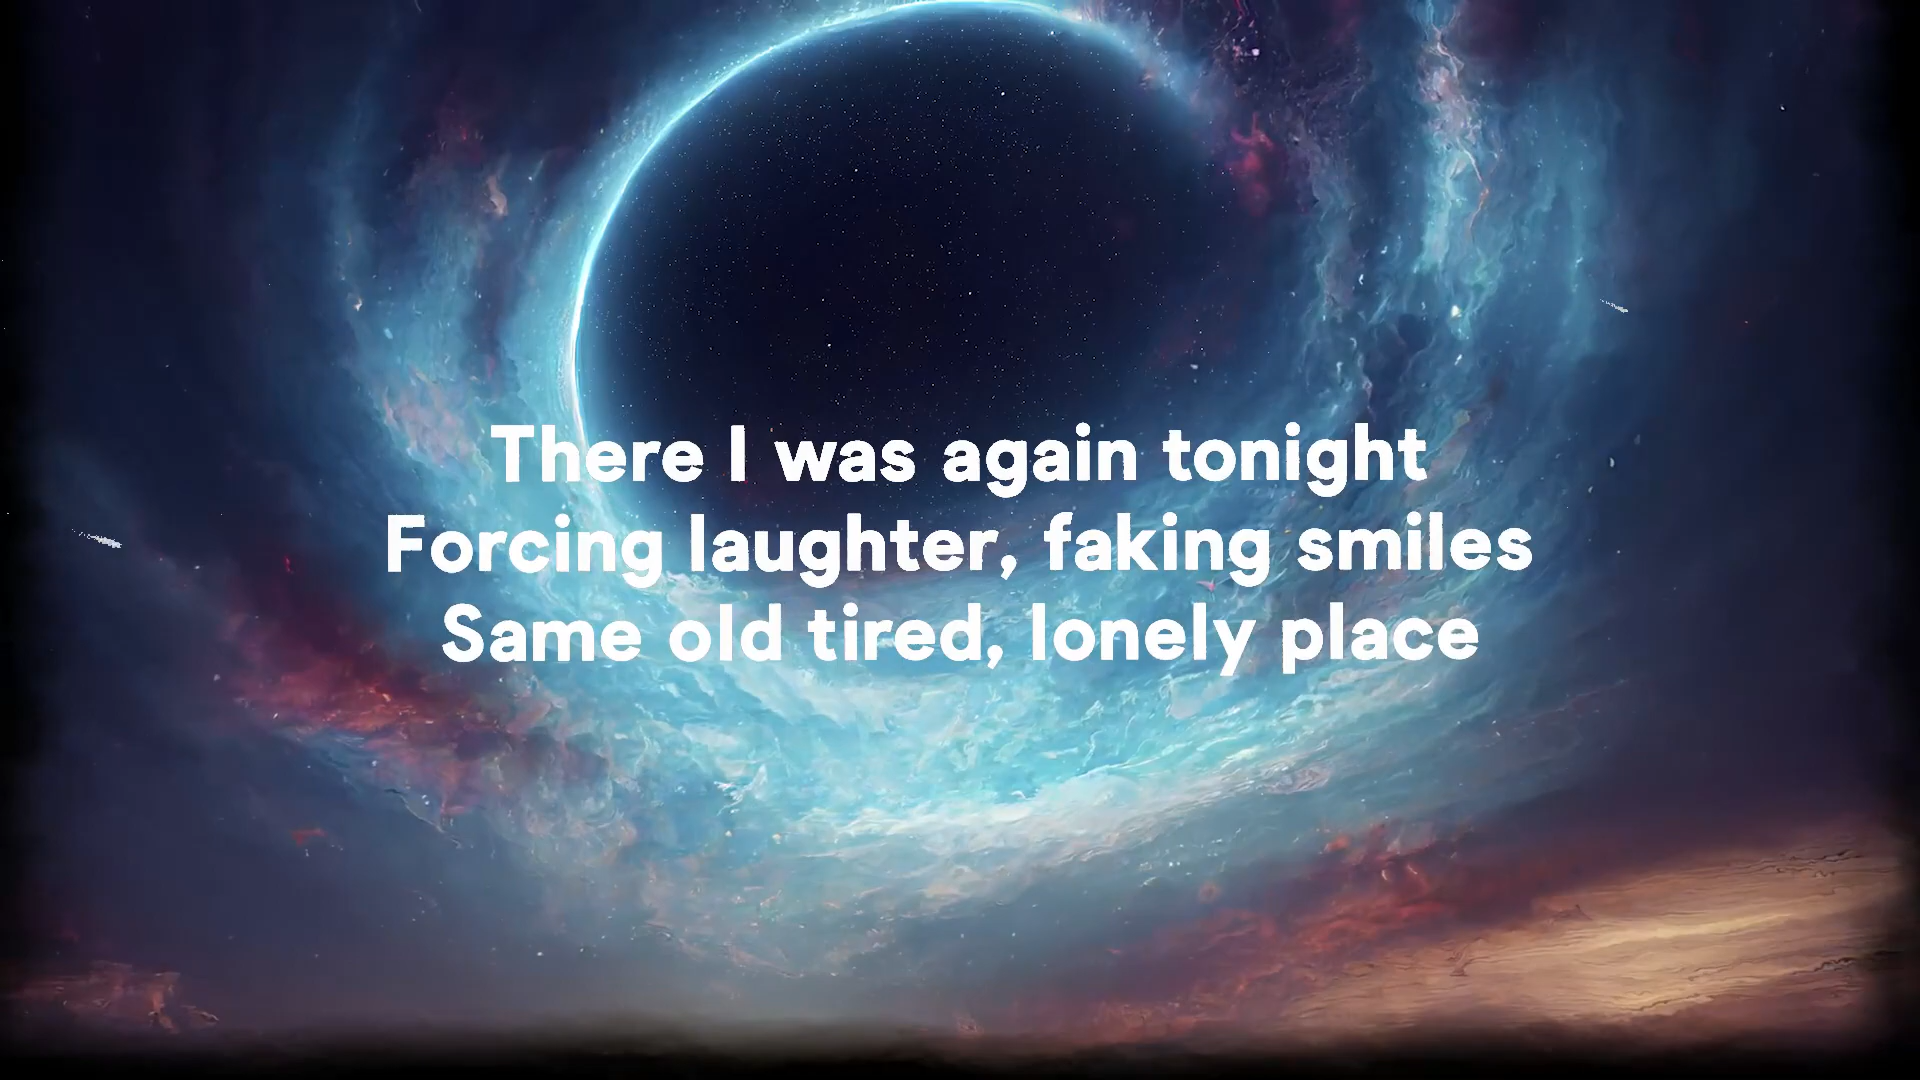 There I was again tonight
Forcing laughter, faking smiles
Same old tired, lonely place